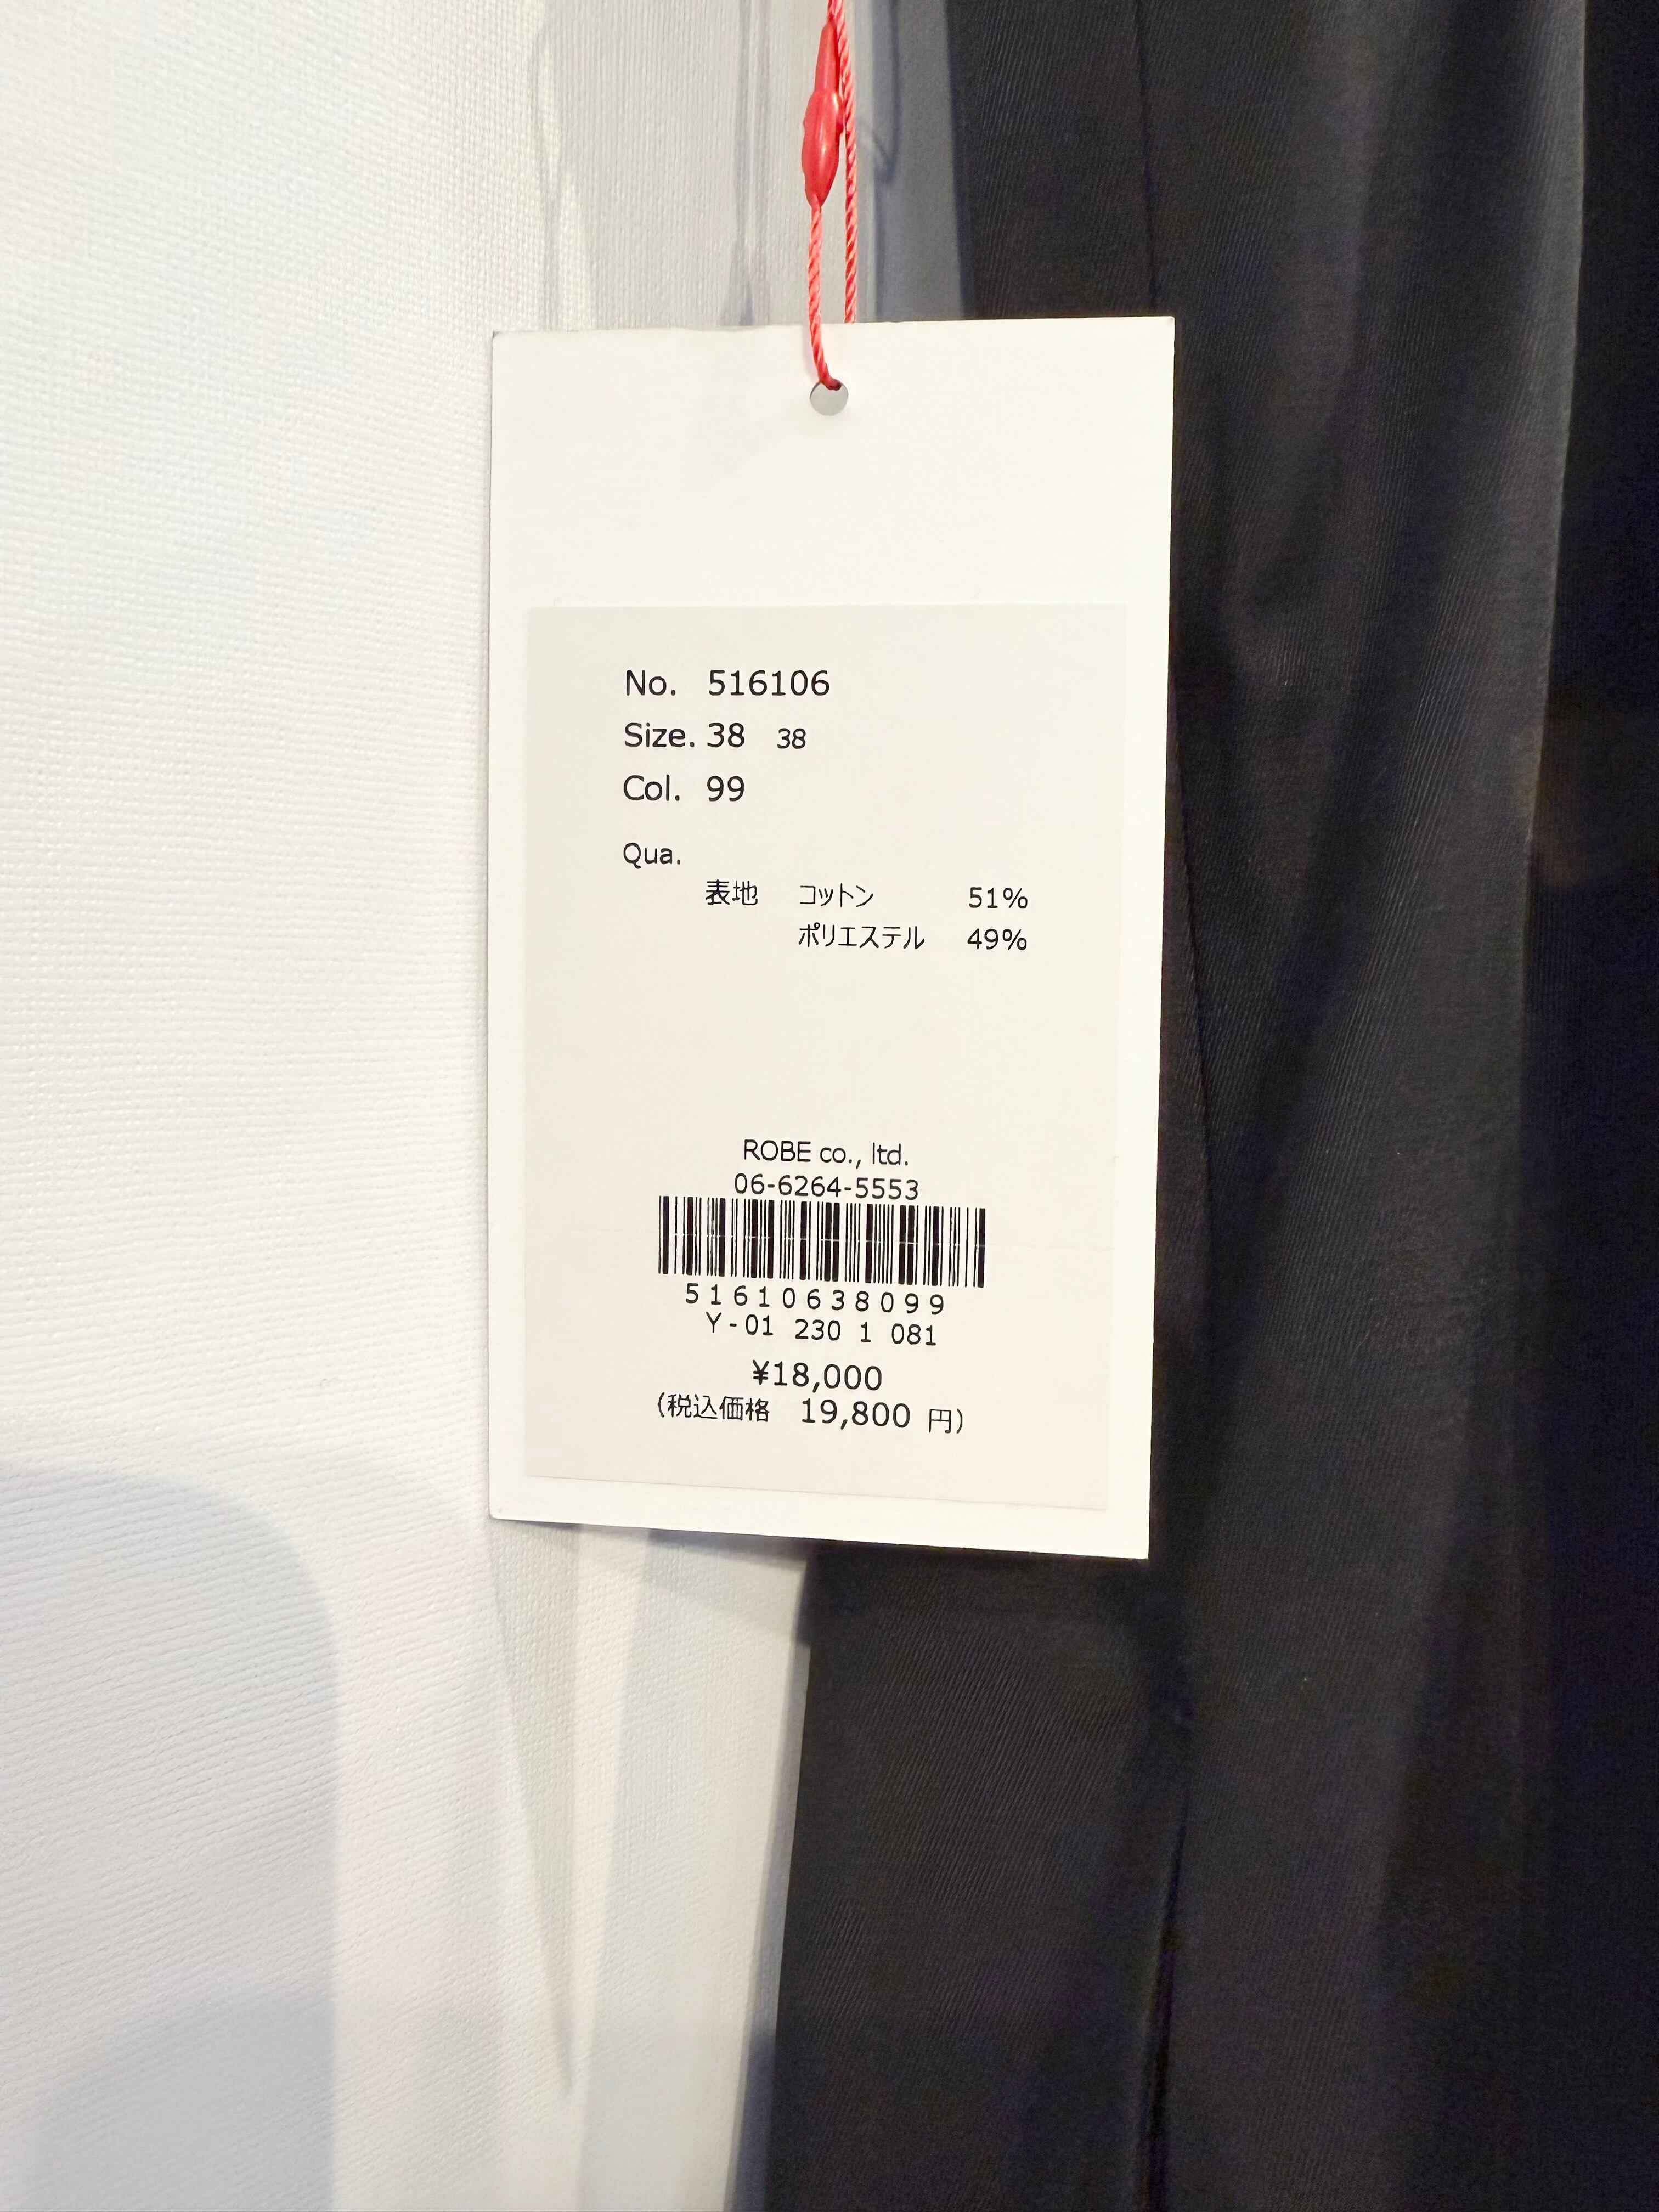 No. 516106
Size. 38 38
Col. 99
Qua.
表地 コットン 51%
ポリエステル 49%
ROBE co., ltd.
06-6264-5553
51610638099
Y-01 230 1 081
¥18,000
(税込価格 19,800 円)